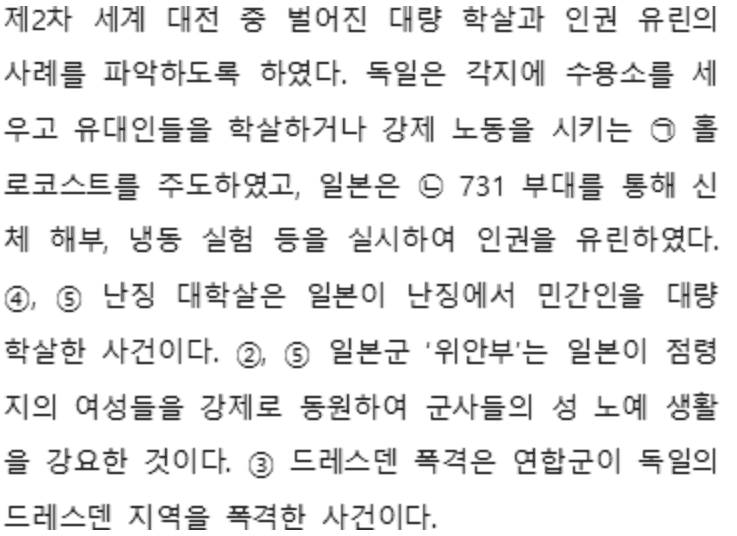 제2차 세계 대전 중 벌어진 대량 학살과 인권 유린의
사례를 파악하도록 하였다. 독일은 각지에 수용소를 세
우고 유대인들을 학살하거나 강제 노동을 시키는 ㉠ 홀
로코스트를 주도하였고, 일본은 ㉡ 731 부대를 통해 신
체 해부, 냉동 실험 등을 실시하여 인권을 유린하였다.
④, ⑤ 난징 대학살은 일본이 난징에서 민간인을 대량
학살한 사건이다. ②, ⑤ 일본군 ‘위안부’는 일본이 점령
지의 여성들을 강제로 동원하여 군사들의 성 노예 생활
을 강요한 것이다. ③ 드레스덴 폭격은 연합군이 독일의
드레스덴 지역을 폭격한 사건이다.